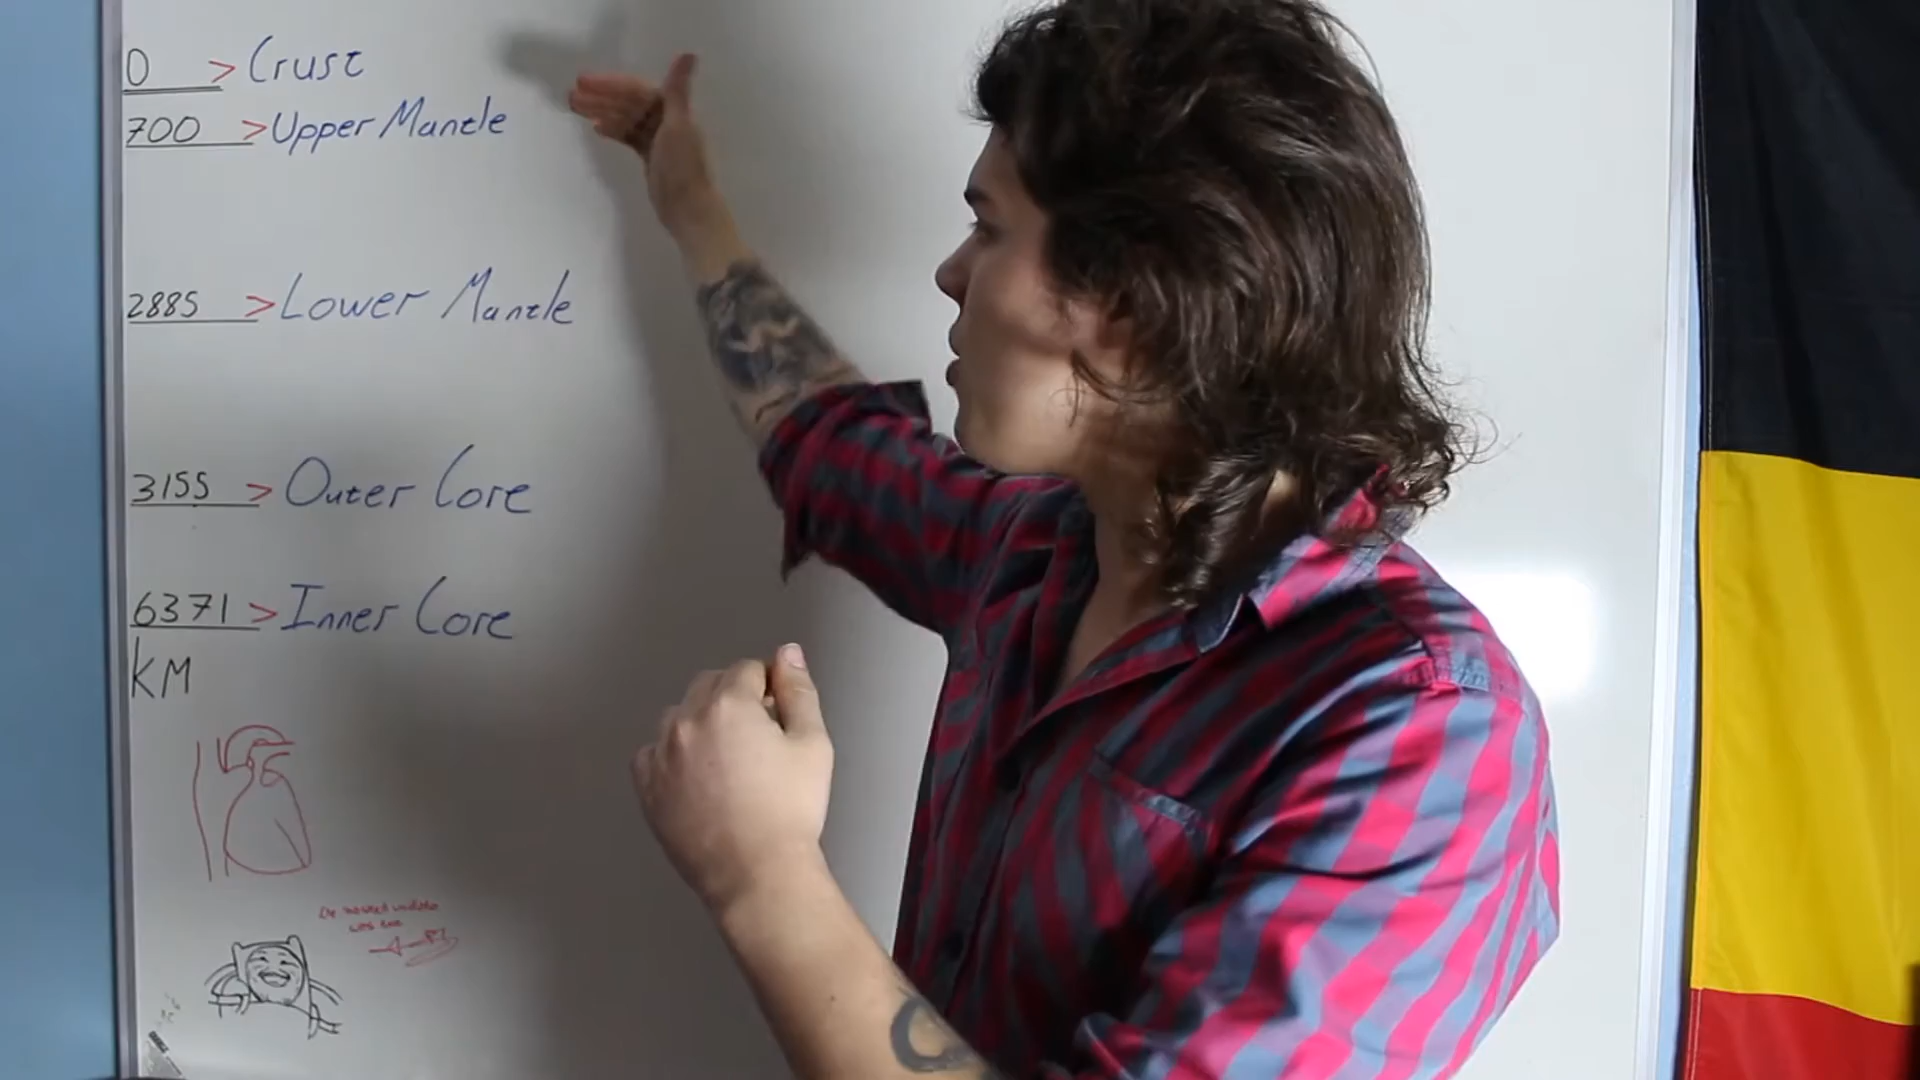 0 > Crust
700 > Upper Mantle
2885 > Lower Mantle
3155 > Outer Core
6371 > Inner Core
KM